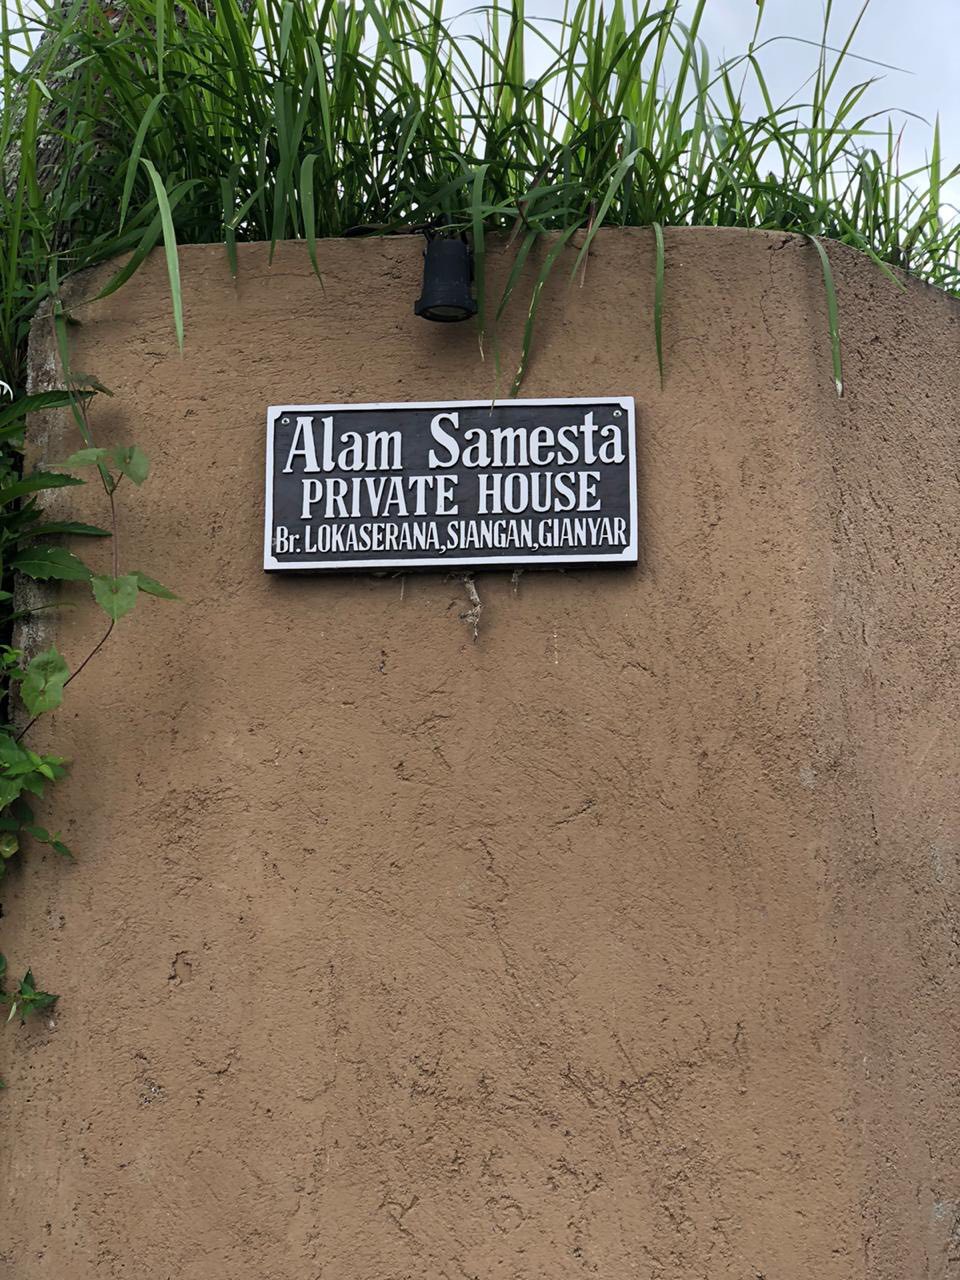 Alam Samesta
PRIVATE HOUSE
Br. LOKASERANA, SIANGAN, GIANYAR